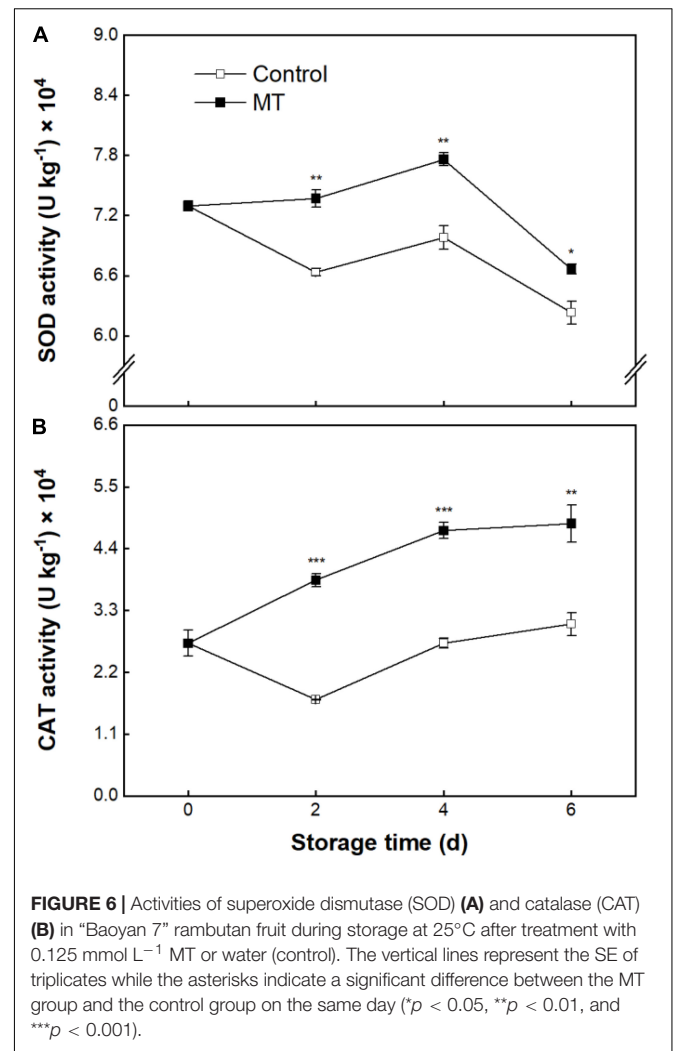 A
9.0
8.4
7.8
7.2
6.6
6.0
0
SOD activity (U kg⁻¹) × 10⁴
Control
MT
**
**
*
B
6.6
5.5
4.4
3.3
2.2
1.1
0.0
CAT activity (U kg⁻¹) × 10⁴
***
***
**
0 2 4 6
Storage time (d)
FIGURE 6 | Activities of superoxide dismutase (SOD) (A) and catalase (CAT)
(B) in “Baoyan 7” rambutan fruit during storage at 25°C after treatment with
0.125 mmol L⁻¹ MT or water (control). The vertical lines represent the SE of
triplicates while the asterisks indicate a significant difference between the MT
group and the control group on the same day (*p < 0.05, **p < 0.01, and
***p < 0.001).